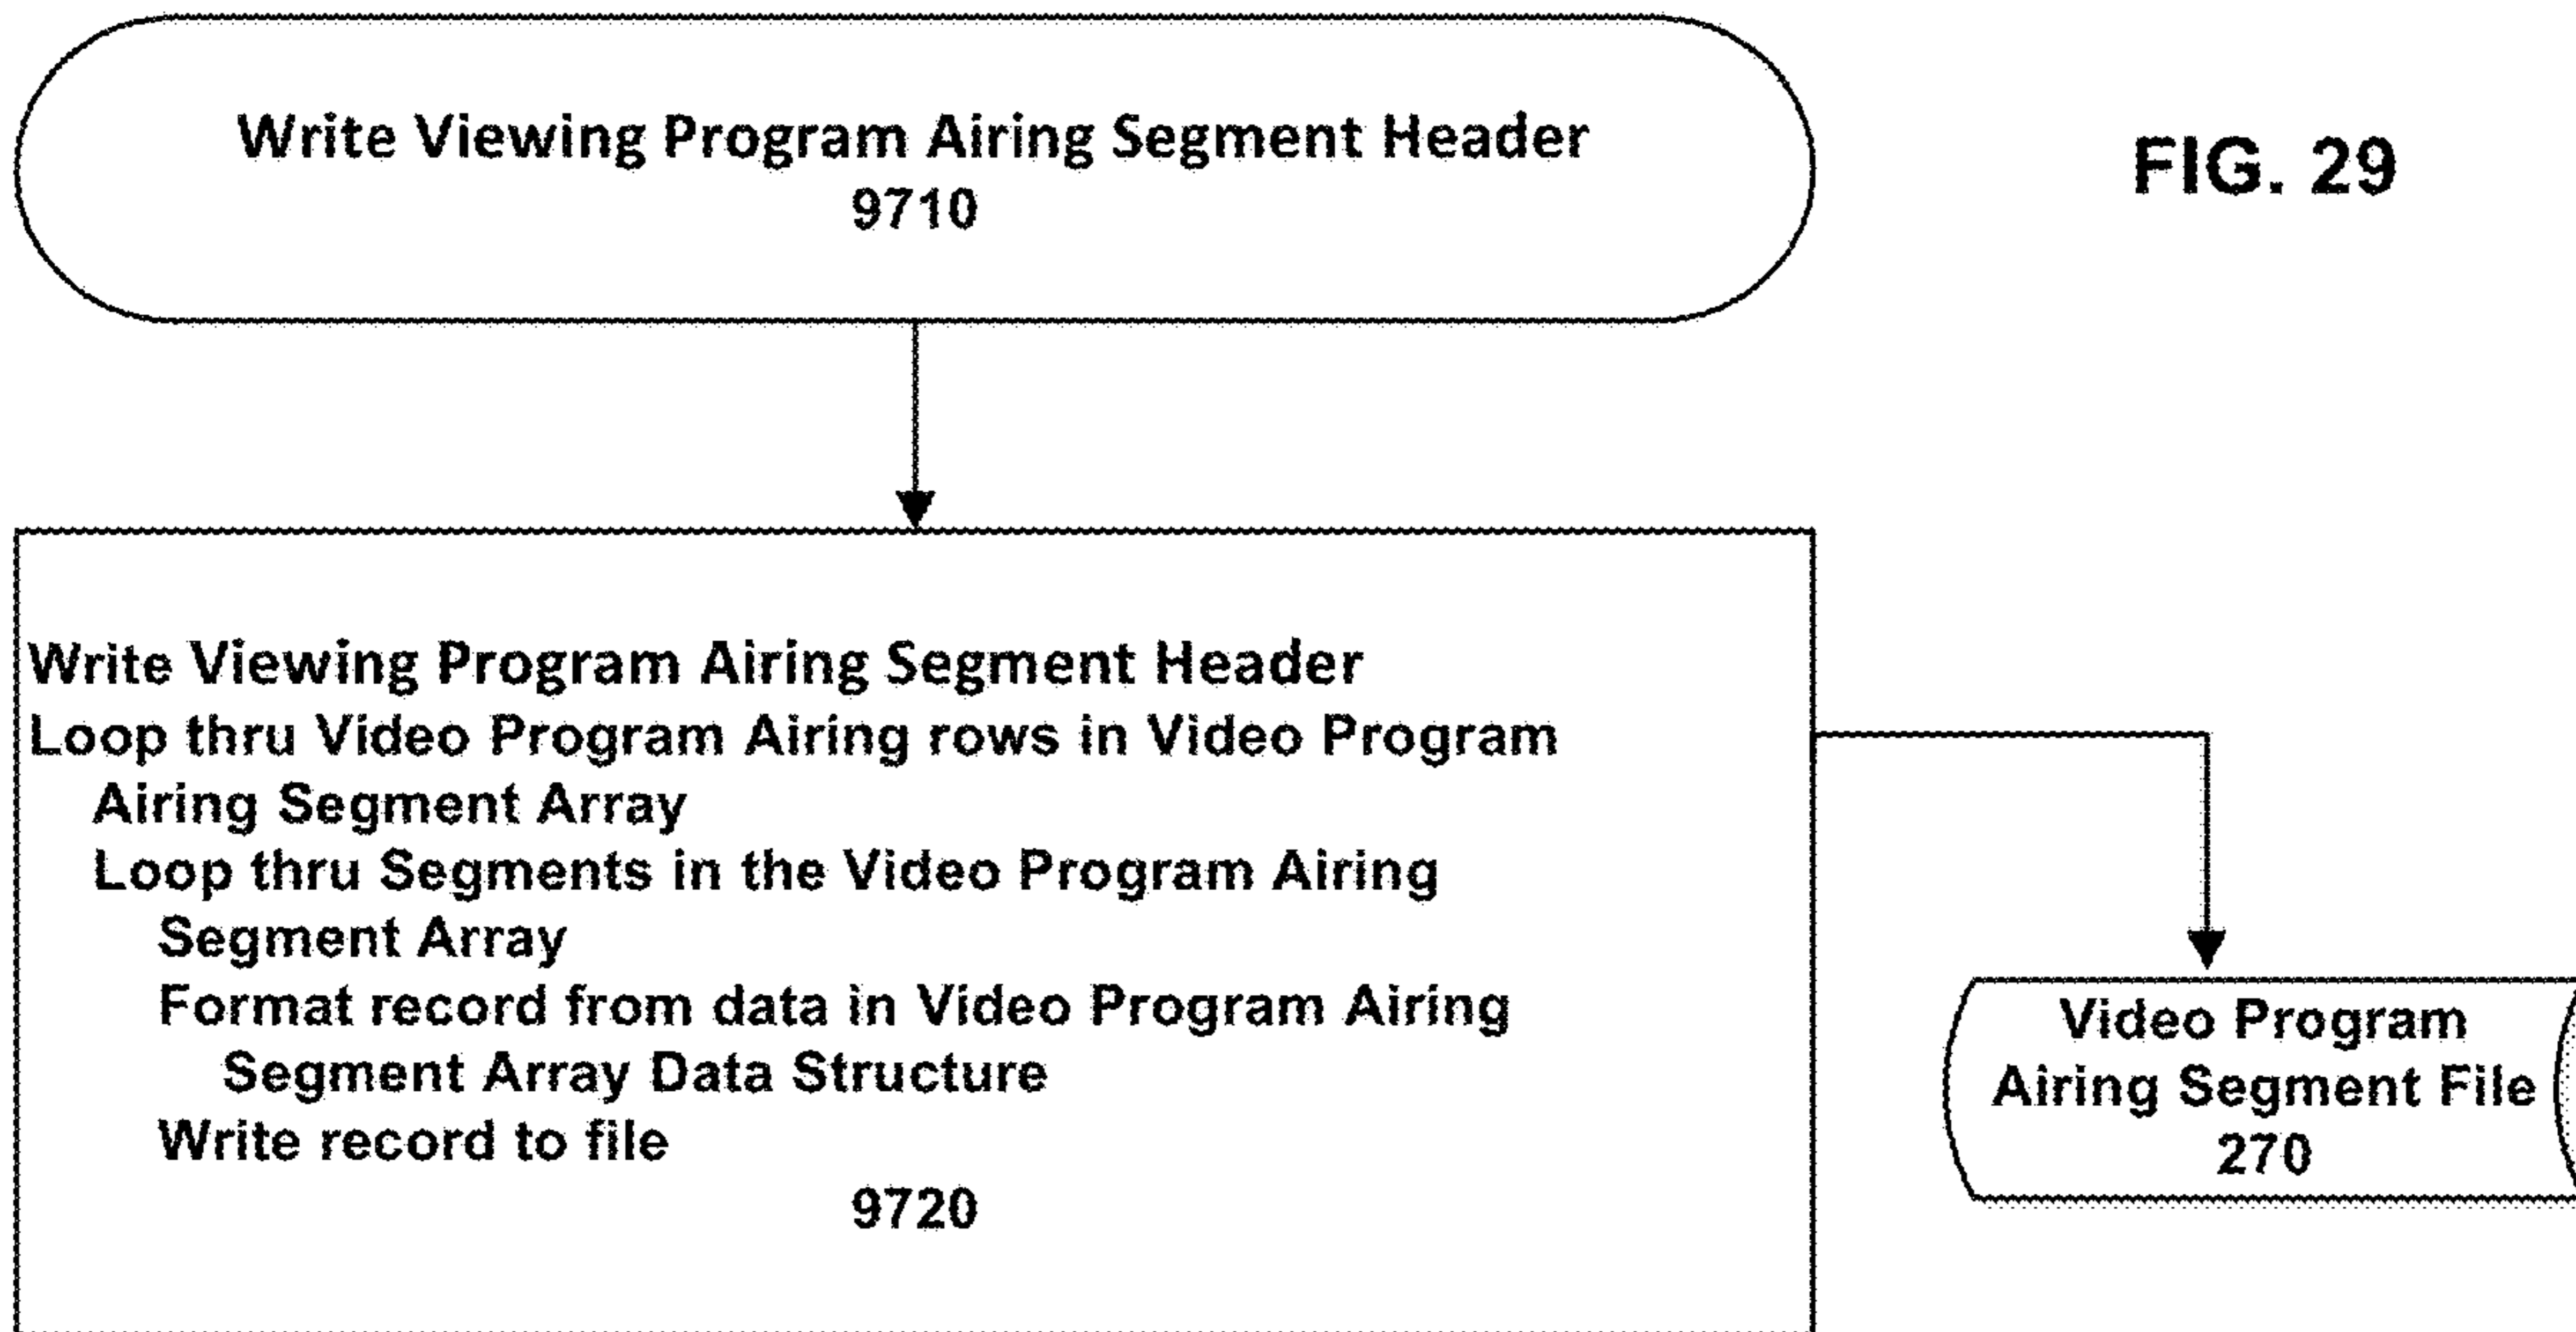 Write Viewing Program Airing Segment Header
9710
FIG. 29
Write Viewing Program Airing Segment Header
Loop thru Video Program Airing rows in Video Program
Airing Segment Array
Loop thru Segments in the Video Program Airing
Segment Array
Format record from data in Video Program Airing
Segment Array Data Structure
Write record to file
9720
Video Program
Airing Segment File
270